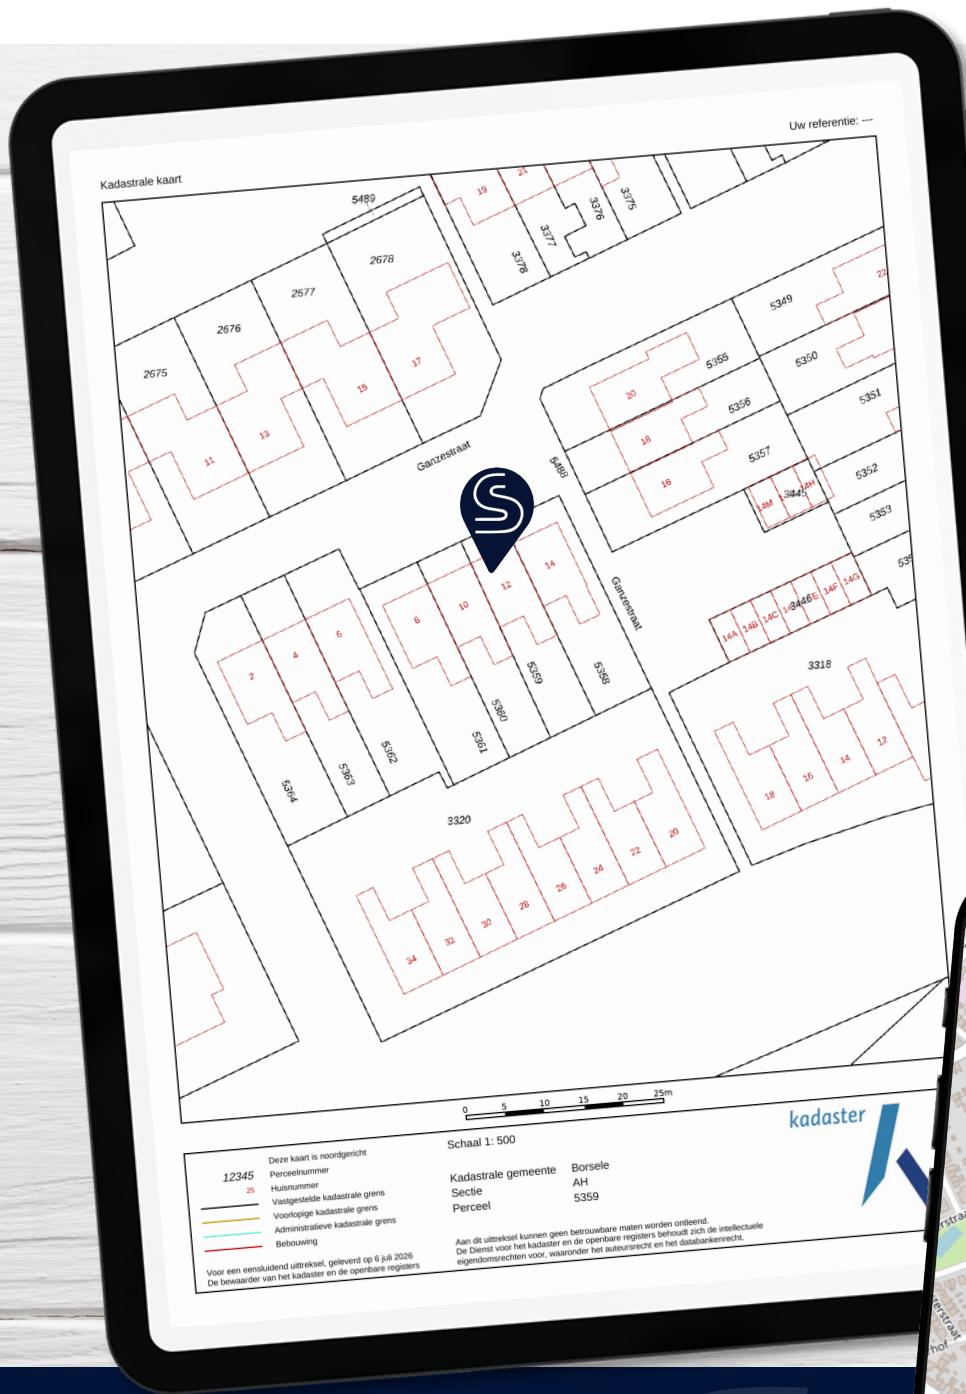 Uw referentie: ---
Kadastrale kaart
5489
19
21
3375
3376
3377
3378
2678
2677
2676
2675
22
5349
5350
5351
5352
5353
5355
5356
5357
17
15
13
11
20
18
16
Ganzestraat
5488
3445
14M
14H
S
14
12
10
8
6
4
2
Ganzestraat
3446
14A
14B
14C
14F
14G
3318
5358
5359
5360
5361
5362
5363
5364
18
16
14
12
3320
20
22
24
26
28
30
32
34
0 5 10 15 20 25m
Schaal 1: 500
kadaster
12345
25
Deze kaart is noordgericht
Perceelnummer
Huisnummer
Vastgestelde kadastrale grens
Voorlopige kadastrale grens
Administratieve kadastrale grens
Bebouwing
Kadastrale gemeente Borsele
Sectie AH
Perceel 5359
Voor een eensluidend uittreksel, geleverd op 6 juli 2026
De bewaarder van het kadaster en de openbare registers
Aan dit uittreksel kunnen geen betrouwbare maten worden ontleend.
De Dienst voor het kadaster en de openbare registers behoudt zich de intellectuele
eigendomsrechten voor, waaronder het auteursrecht en het databankenrecht.